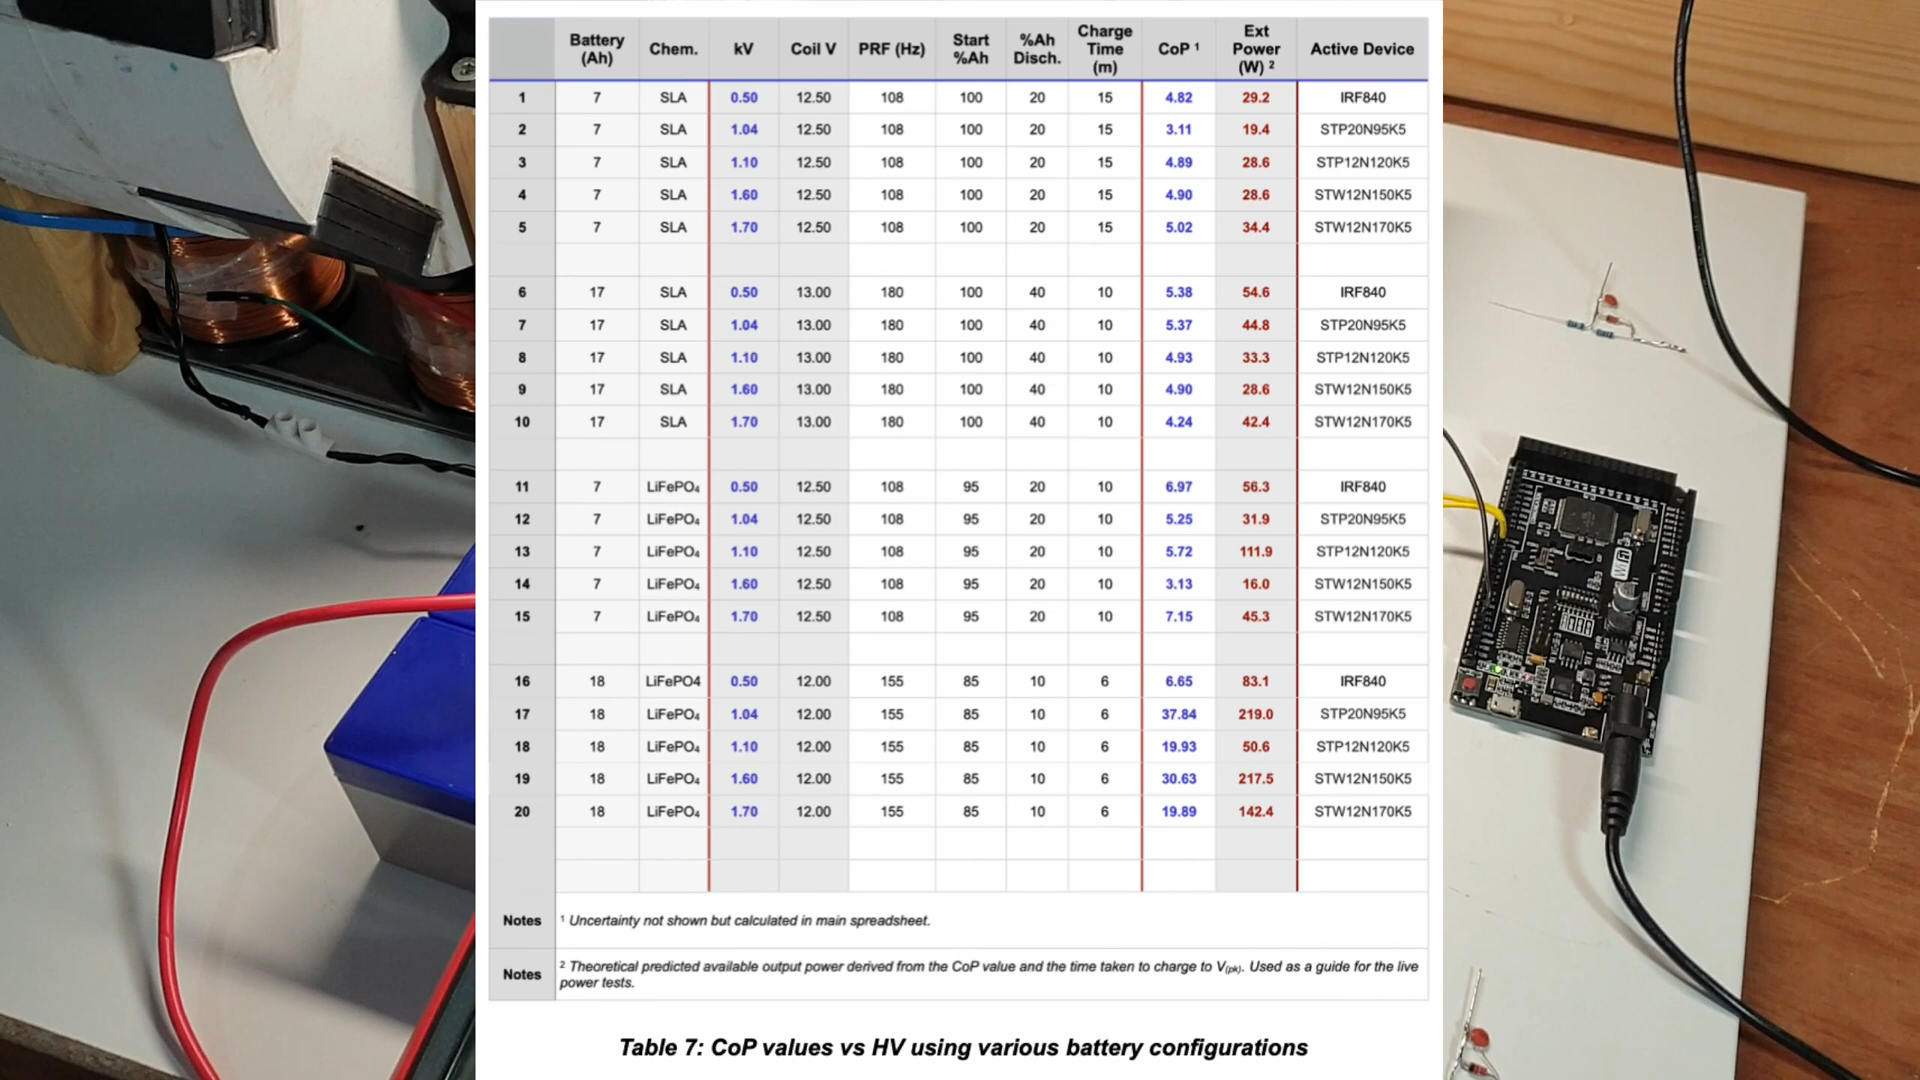 Battery (Ah) Chem. kV Coil V PRF (Hz) Start %Ah %Ah Disch. Charge Time (m) CoP ¹ Ext Power (W) ² Active Device
1 7 SLA 0.50 12.50 108 100 20 15 4.82 29.2 IRF840
2 7 SLA 1.04 12.50 108 100 20 15 3.11 19.4 STP20N95K5
3 7 SLA 1.10 12.50 108 100 20 15 4.89 28.6 STP12N120K5
4 7 SLA 1.60 12.50 108 100 20 15 4.90 28.6 STW12N150K5
5 7 SLA 1.70 12.50 108 100 20 15 5.02 34.4 STW12N170K5
6 17 SLA 0.50 13.00 180 100 40 10 5.38 54.6 IRF840
7 17 SLA 1.04 13.00 180 100 40 10 5.37 44.8 STP20N95K5
8 17 SLA 1.10 13.00 180 100 40 10 4.93 33.3 STP12N120K5
9 17 SLA 1.60 13.00 180 100 40 10 4.90 28.6 STW12N150K5
10 17 SLA 1.70 13.00 180 100 40 10 4.24 42.4 STW12N170K5
11 7 LiFePO₄ 0.50 12.50 108 95 20 10 6.97 56.3 IRF840
12 7 LiFePO₄ 1.04 12.50 108 95 20 10 5.25 31.9 STP20N95K5
13 7 LiFePO₄ 1.10 12.50 108 95 20 10 5.72 111.9 STP12N120K5
14 7 LiFePO₄ 1.60 12.50 108 95 20 10 3.13 16.0 STW12N150K5
15 7 LiFePO₄ 1.70 12.50 108 95 20 10 7.15 45.3 STW12N170K5
16 18 LiFePO4 0.50 12.00 155 85 10 6 6.65 83.1 IRF840
17 18 LiFePO₄ 1.04 12.00 155 85 10 6 37.84 219.0 STP20N95K5
18 18 LiFePO₄ 1.10 12.00 155 85 10 6 19.93 50.6 STP12N120K5
19 18 LiFePO₄ 1.60 12.00 155 85 10 6 30.63 217.5 STW12N150K5
20 18 LiFePO₄ 1.70 12.00 155 85 10 6 19.89 142.4 STW12N170K5
Notes ¹ Uncertainty not shown but calculated in main spreadsheet.
Notes ² Theoretical predicted available output power derived from the CoP value and the time taken to charge to V(pk). Used as a guide for the live
power tests.
Table 7: CoP values vs HV using various battery configurations
WiFi